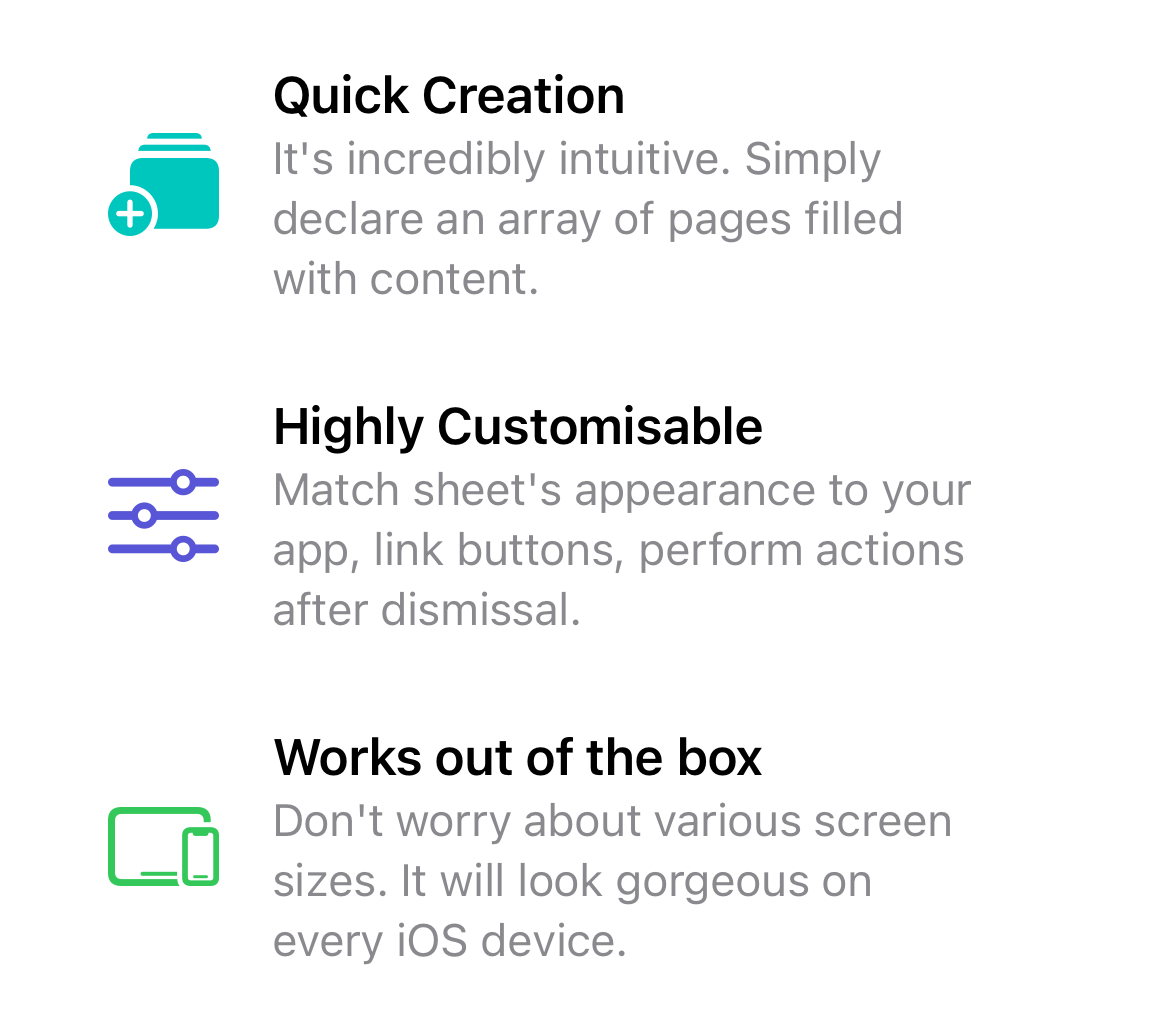 Quick Creation
It's incredibly intuitive. Simply
declare an array of pages filled
with content.
Highly Customisable
Match sheet's appearance to your
app, link buttons, perform actions
after dismissal.
Works out of the box
Don't worry about various screen
sizes. It will look gorgeous on
every iOS device.